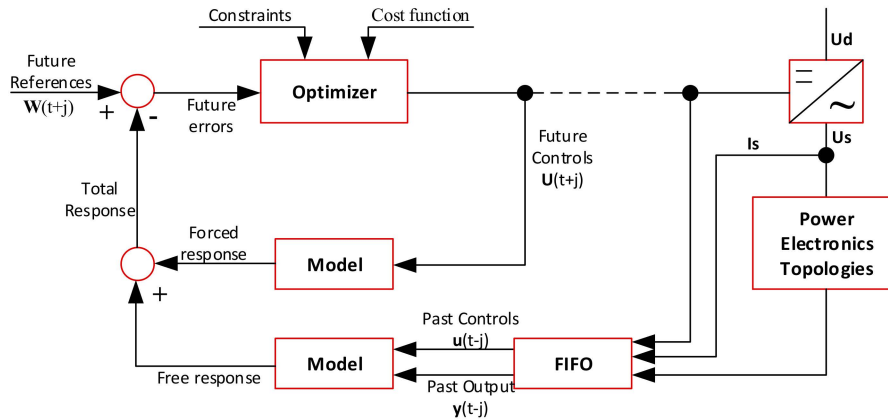 Constraints
Cost function
Future
References
W(t+j)
+
-
Future
errors
Optimizer
Ud
=
~
Us
Is
Future
Controls
U(t+j)
Total
Response
Forced
response
Model
Power
Electronics
Topologies
+
Past Controls
u(t-j)
Model
FIFO
Free response
Past Output
y(t-j)